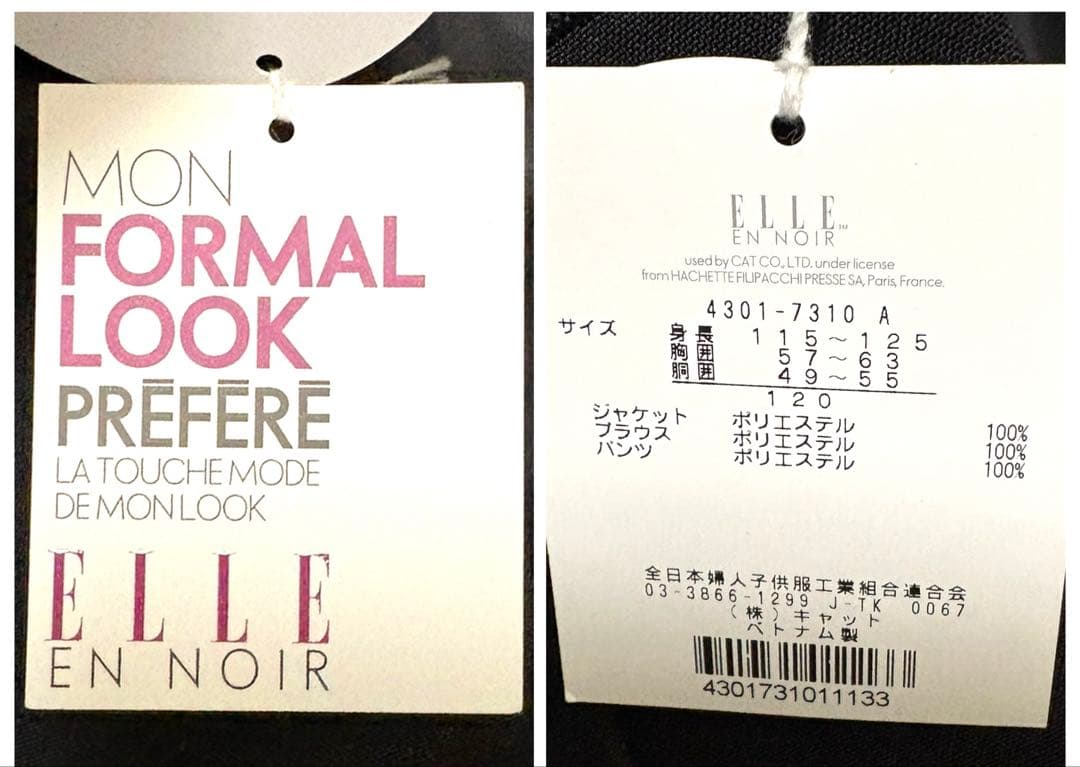 MON
FORMAL
LOOK
PRĒFĒRĒ
LA TOUCHE MODE
DE MON LOOK
ELLE
EN NOIR
ELLE™
EN NOIR
used by CAT CO., LTD. under license
from HACHETTE FILIPACCHI PRESSE SA, Paris, France.
4301-7310 A
サイズ 身長 115～125
胸囲 57～63
胴囲 49～55
120
ジャケット ポリエステル 100%
ブラウス ポリエステル 100%
パンツ ポリエステル 100%
全日本婦人子供服工業組合連合会
03-3866-1299 J-TK 0067
(株)キャット
ベトナム製
4301731011133